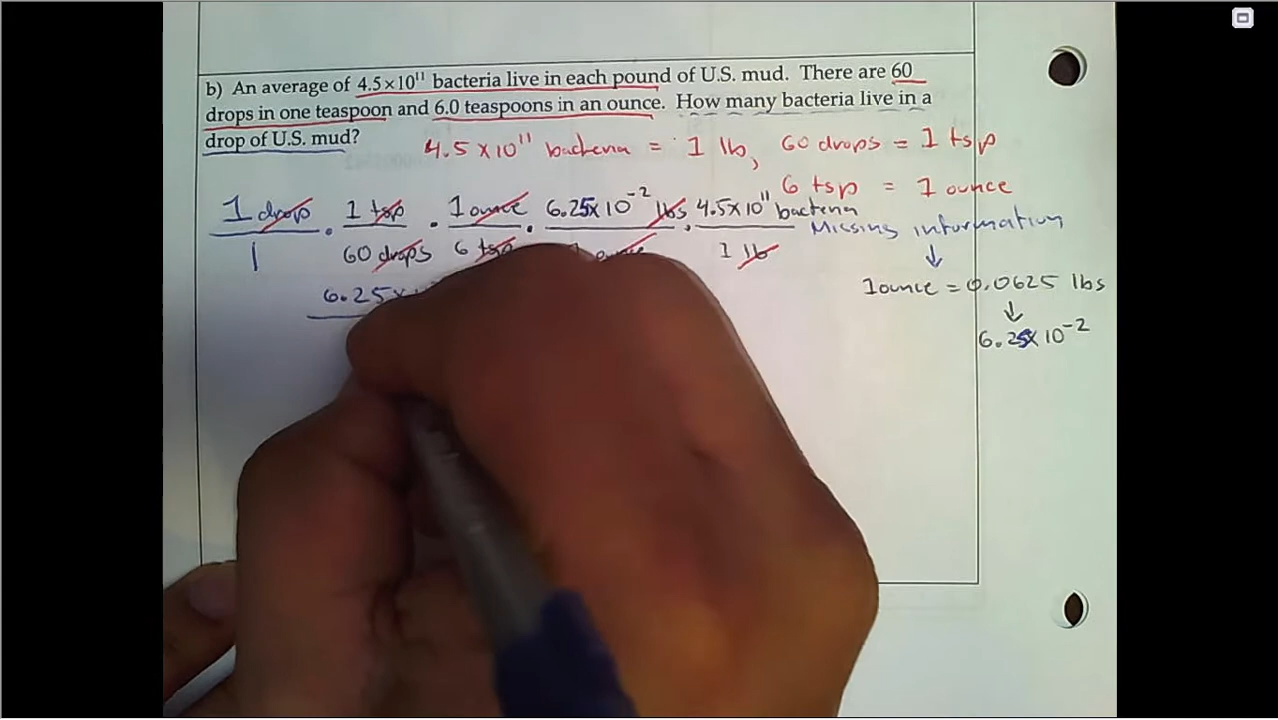 b) An average of 4.5×10¹¹ bacteria live in each pound of U.S. mud. There are 60
drops in one teaspoon and 6.0 teaspoons in an ounce. How many bacteria live in a
drop of U.S. mud?
4.5 x 10¹¹ bacteria = 1 lb, 60 drops = 1 tsp
6 tsp = 1 ounce
1 drop · 1 tsp · 1 ounce · 6.25x 10⁻² lbs · 4.5x 10¹¹ bacteria
1 60 drops 6 tsp ounce 1 lb
Missing information
↓
1 ounce = 0.0625 lbs
↓
6.25x 10⁻²
6.25x